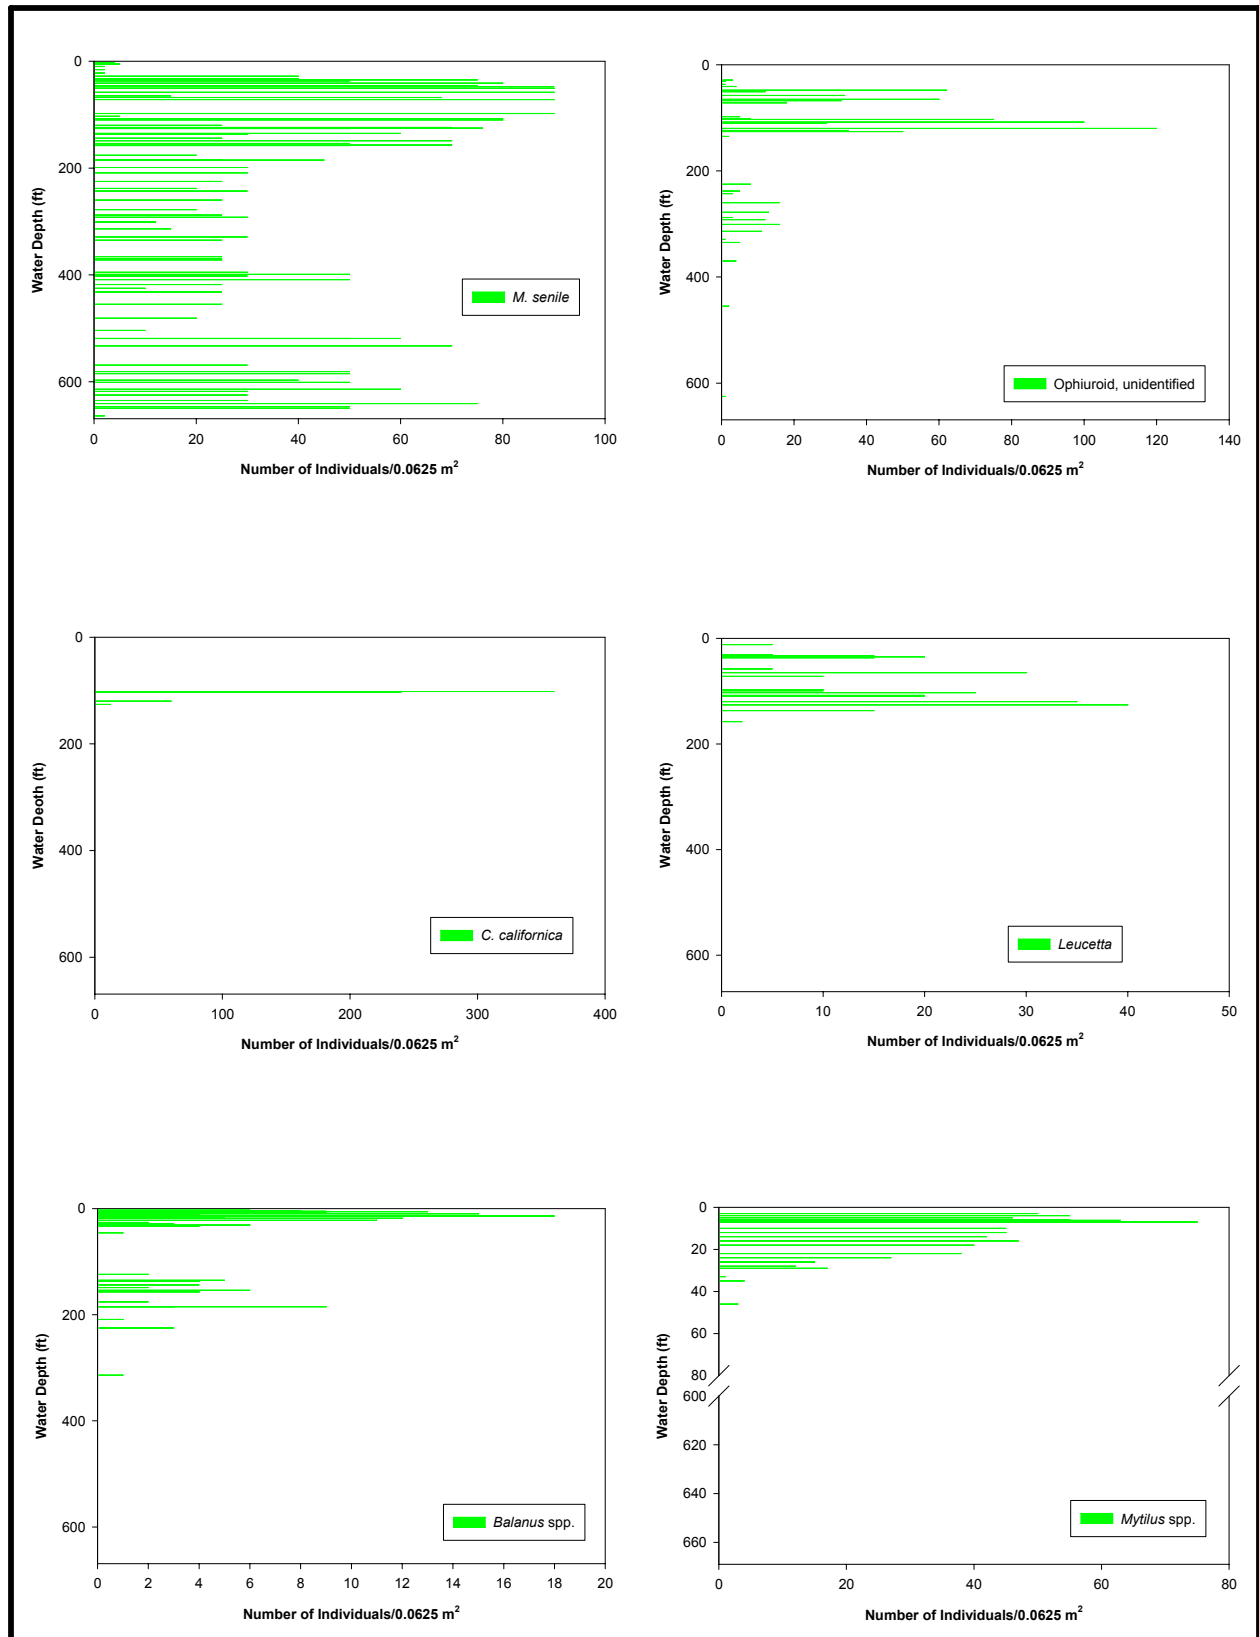 0
200
400
600
Water Depth (ft)
M. senile
0 20 40 60 80 100
Number of Individuals/0.0625 m²
0
200
400
600
Water Depth (ft)
Ophiuroid, unidentified
0 20 40 60 80 100 120 140
Number of Individuals/0.0625 m²
0
200
400
600
Water Deoth (ft)
C. californica
0 100 200 300 400
Number of Individuals/0.0625 m²
0
200
400
600
Water Depth (ft)
Leucetta
0 10 20 30 40 50
Number of Individuals/0.0625 m²
0
200
400
600
Water Depth (ft)
Balanus spp.
0 2 4 6 8 10 12 14 16 18 20
Number of Individuals/0.0625 m²
0
20
40
60
80
600
620
640
660
Water Depth (ft)
Mytilus spp.
0 20 40 60 80
Number of Individuals/0.0625 m²